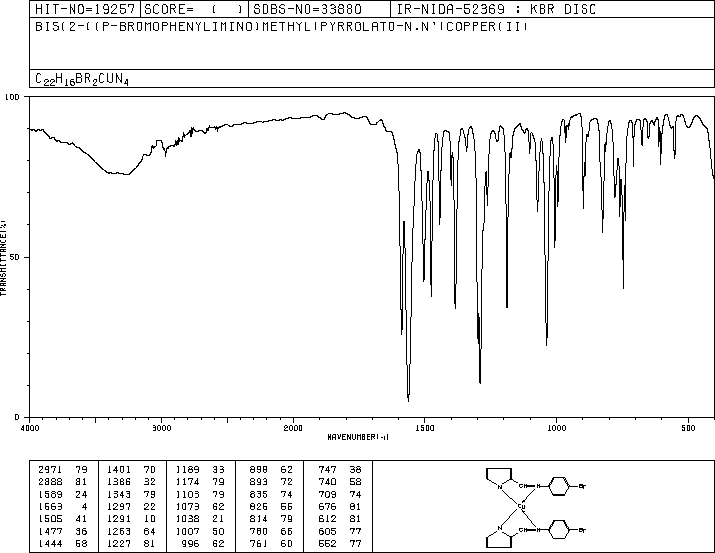 HIT-NO=19257 SCORE= ( ) SDBS-NO=33880 IR-NIDA-52369 : KBR DISC
BIS(2-((P-BROMOPHENYLIMINO)METHYL)PYRROLATO-N,N')COPPER(II)
C22H16BR2CUN4
100
50
0
TRANSMITTANCE(%)
4000 3000 2000 1500 1000 500
WAVENUMBER(-1)
2971 79 1401 70 1189 33 898 62 747 38
2888 81 1386 32 1174 79 893 72 740 58
1589 24 1343 79 1103 79 835 74 709 74
1563 4 1297 22 1073 62 826 55 676 81
1505 41 1291 10 1038 21 814 79 612 81
1477 36 1263 64 1007 50 780 66 605 77
1444 68 1227 81 996 62 761 60 552 77
N CH N Br
Cu
N CH N Br